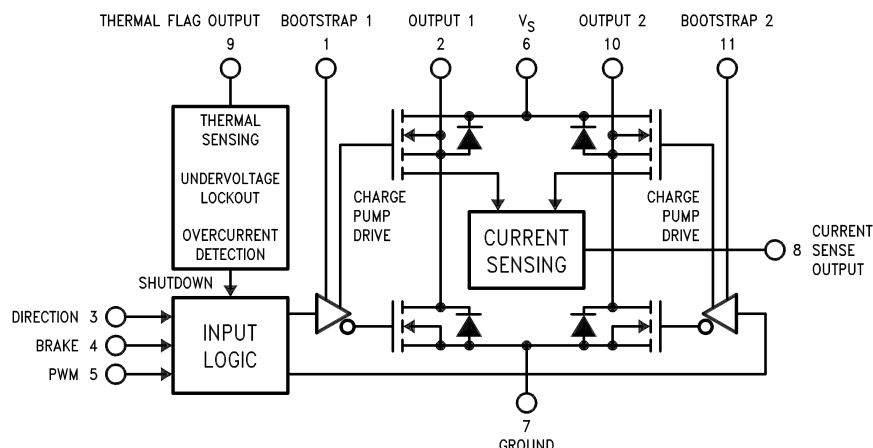 THERMAL FLAG OUTPUT
9
BOOTSTRAP 1
1
OUTPUT 1
2
VS
6
OUTPUT 2
10
BOOTSTRAP 2
11
THERMAL
SENSING
UNDERVOLTAGE
LOCKOUT
OVERCURRENT
DETECTION
SHUTDOWN
CHARGE
PUMP
DRIVE
CURRENT
SENSING
CHARGE
PUMP
DRIVE
8 CURRENT
SENSE
OUTPUT
DIRECTION 3
BRAKE 4
PWM 5
INPUT
LOGIC
7
GROUND